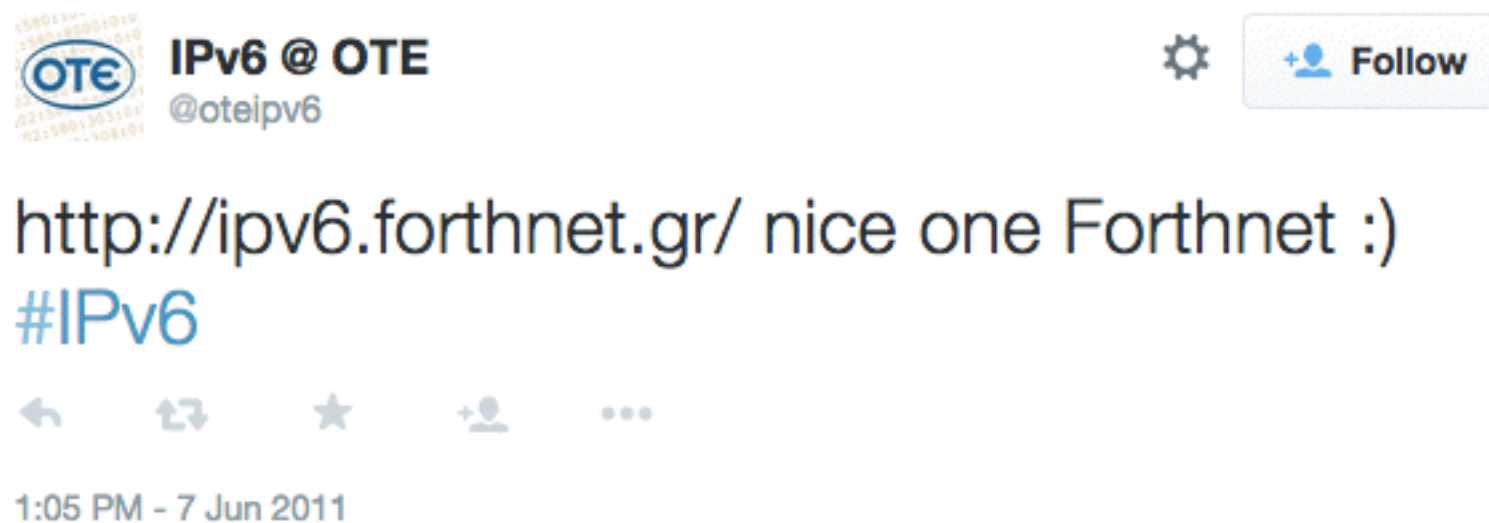 OTE
IPv6 @ OTE
@oteipv6
Follow
http://ipv6.forthnet.gr/ nice one Forthnet :)
#IPv6
1:05 PM - 7 Jun 2011